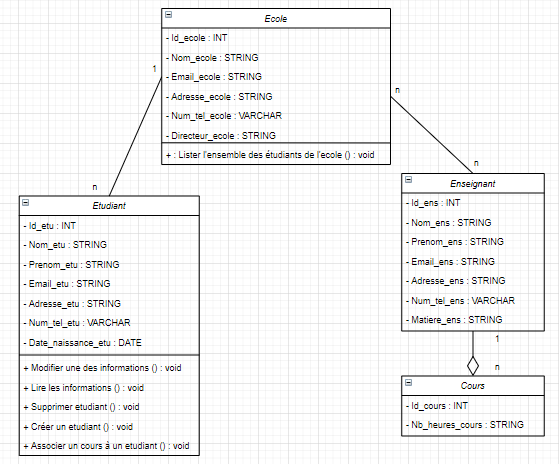 Ecole
- Id_ecole : INT
- Nom_ecole : STRING
- Email_ecole : STRING
- Adresse_ecole : STRING
- Num_tel_ecole : VARCHAR
- Directeur_ecole : STRING
+ : Lister l'ensemble des étudiants de l'ecole () : void
1
n
n
n
Etudiant
- Id_etu : INT
- Nom_etu : STRING
- Prenom_etu : STRING
- Email_etu : STRING
- Adresse_etu : STRING
- Num_tel_etu : VARCHAR
- Date_naissance_etu : DATE
+ Modifier une des informations () : void
+ Lire les informations () : void
+ Supprimer etudiant () : void
+ Créer un etudiant () : void
+ Associer un cours à un etudiant () : void
Enseignant
- Id_ens : INT
- Nom_ens : STRING
- Prenom_ens : STRING
- Email_ens : STRING
- Adresse_ens : STRING
- Num_tel_ens : VARCHAR
- Matiere_ens : STRING
1
n
Cours
- Id_cours : INT
- Nb_heures_cours : STRING